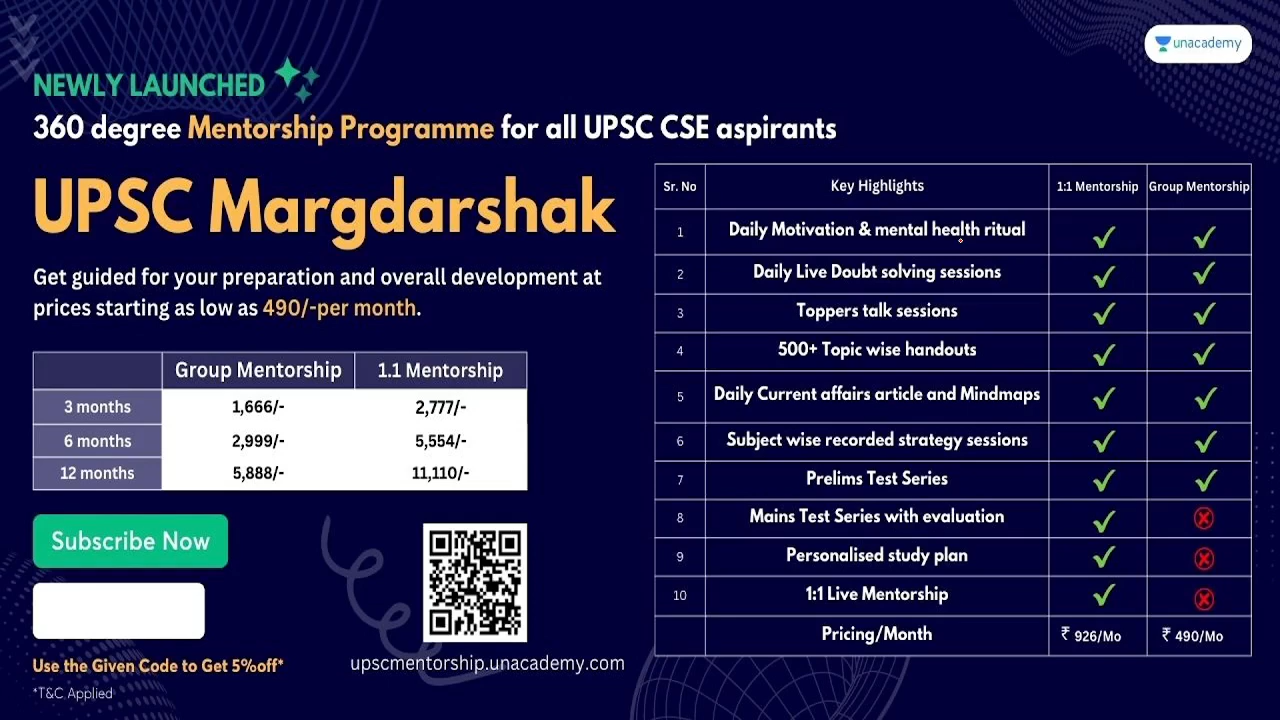 unacademy
NEWLY LAUNCHED
360 degree Mentorship Programme for all UPSC CSE aspirants
UPSC Margdarshak
Get guided for your preparation and overall development at
prices starting as low as 490/-per month.
Group Mentorship 1.1 Mentorship
3 months 1,666/- 2,777/-
6 months 2,999/- 5,554/-
12 months 5,888/- 11,110/-
Subscribe Now
Use the Given Code to Get 5%off*
*T&C Applied
upscmentorship.unacademy.com
Sr. No Key Highlights 1:1 Mentorship Group Mentorship
1 Daily Motivation & mental health ritual
2 Daily Live Doubt solving sessions
3 Toppers talk sessions
4 500+ Topic wise handouts
5 Daily Current affairs article and Mindmaps
6 Subject wise recorded strategy sessions
7 Prelims Test Series
8 Mains Test Series with evaluation
9 Personalised study plan
10 1:1 Live Mentorship
Pricing/Month ₹ 926/Mo ₹ 490/Mo